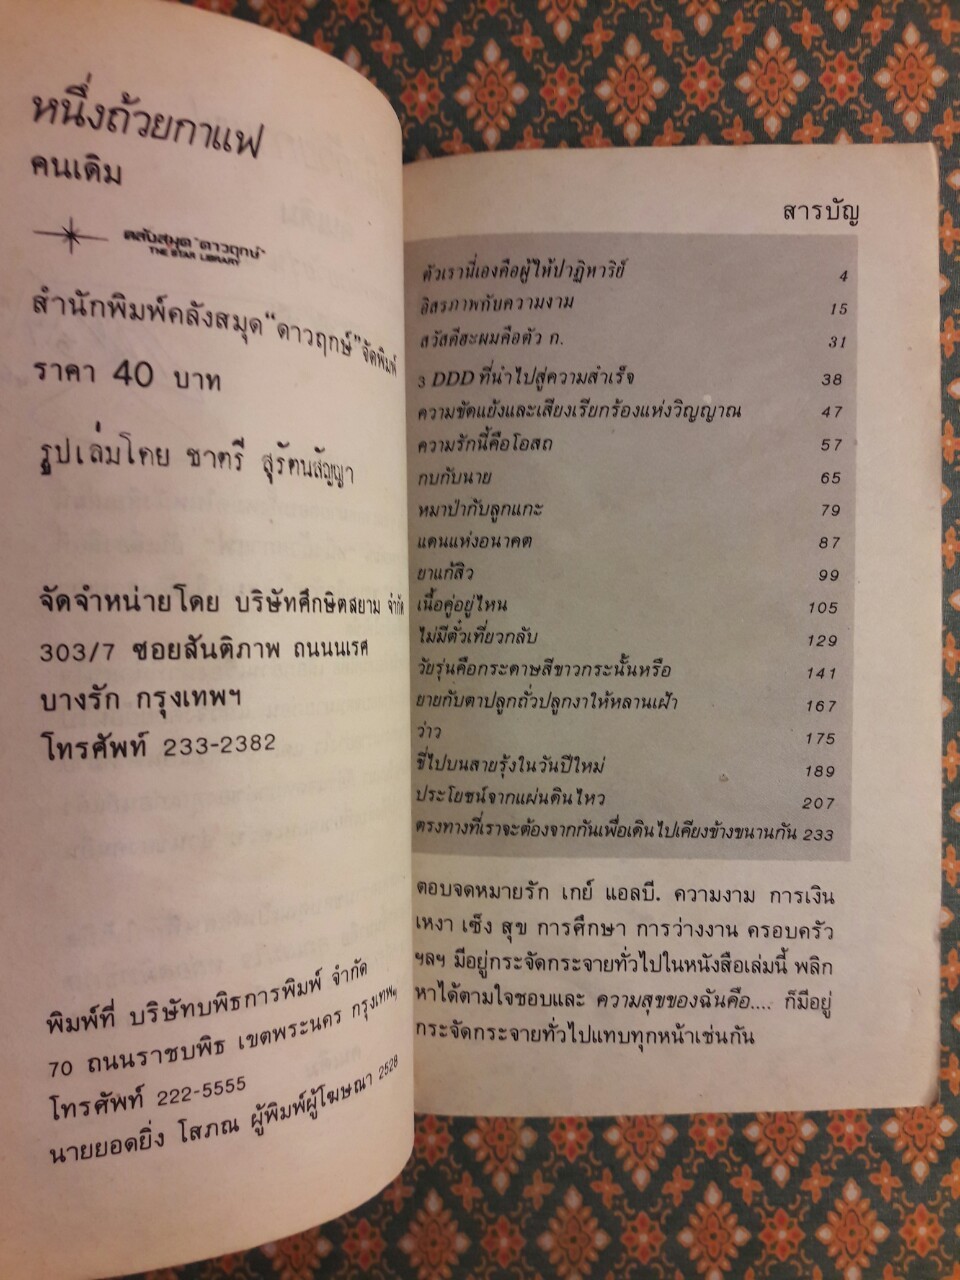 หนึ่งถ้วยกาแฟ
คนเดิม
คลังสมุด "ดาวฤกษ์"
THE STAR LIBRARY
สำนักพิมพ์คลังสมุด "ดาวฤกษ์" จัดพิมพ์
ราคา 40 บาท
รูปเล่มโดย ชาตรี สุรัตนสัญญา
จัดจำหน่ายโดย บริษัทศึกษิตสยาม จำกัด
303/7 ซอยสันติภาพ ถนนนเรศ
บางรัก กรุงเทพฯ
โทรศัพท์ 233-2382
พิมพ์ที่ บริษัทบพิธการพิมพ์ จำกัด
70 ถนนราชบพิธ เขตพระนคร กรุงเทพฯ
โทรศัพท์ 222-5555
นายยอดยิ่ง โสภณ ผู้พิมพ์ผู้โฆษณา 2528
สารบัญ
ตัวเรานี่เองคือผู้ให้ปาฏิหาริย์ 4
อิสรภาพกับความงาม 15
สวัสดีฮะผมคือตัว ก. 31
3 DDD ที่นำไปสู่ความสำเร็จ 38
ความขัดแย้งและเสียงเรียกร้องแห่งวิญญาณ 47
ความรักนี้คือโอสถ 57
กบกับนาย 65
หมาป่ากับลูกแกะ 79
แดนแห่งอนาคต 87
ยาแก้สิว 99
เนื้อคู่อยู่ไหน 105
ไม่มีตั๋วเที่ยวกลับ 129
วัยรุ่นคือกระดาษสีขาวกระนั้นหรือ 141
ยายกับตาปลูกถั่วปลูกงาให้หลานเฝ้า 167
ว่าว 175
ขี่ไปบนสายรุ้งในวันปีใหม่ 189
ประโยชน์จากแผ่นดินไหว 207
ตรงทางที่เราจะต้องจากกันเพื่อเดินไปเคียงข้างขนานกัน 233
ตอบจดหมายรัก เกย์ แอลบี. ความงาม การเงิน
เหงา เซ็ง สุข การศึกษา การว่างงาน ครอบครัว
ฯลฯ มีอยู่กระจัดกระจายทั่วไปในหนังสือเล่มนี้ พลิก
หาได้ตามใจชอบและ ความสุขของฉันคือ.... ก็มีอยู่
กระจัดกระจายทั่วไปแทบทุกหน้าเช่นกัน